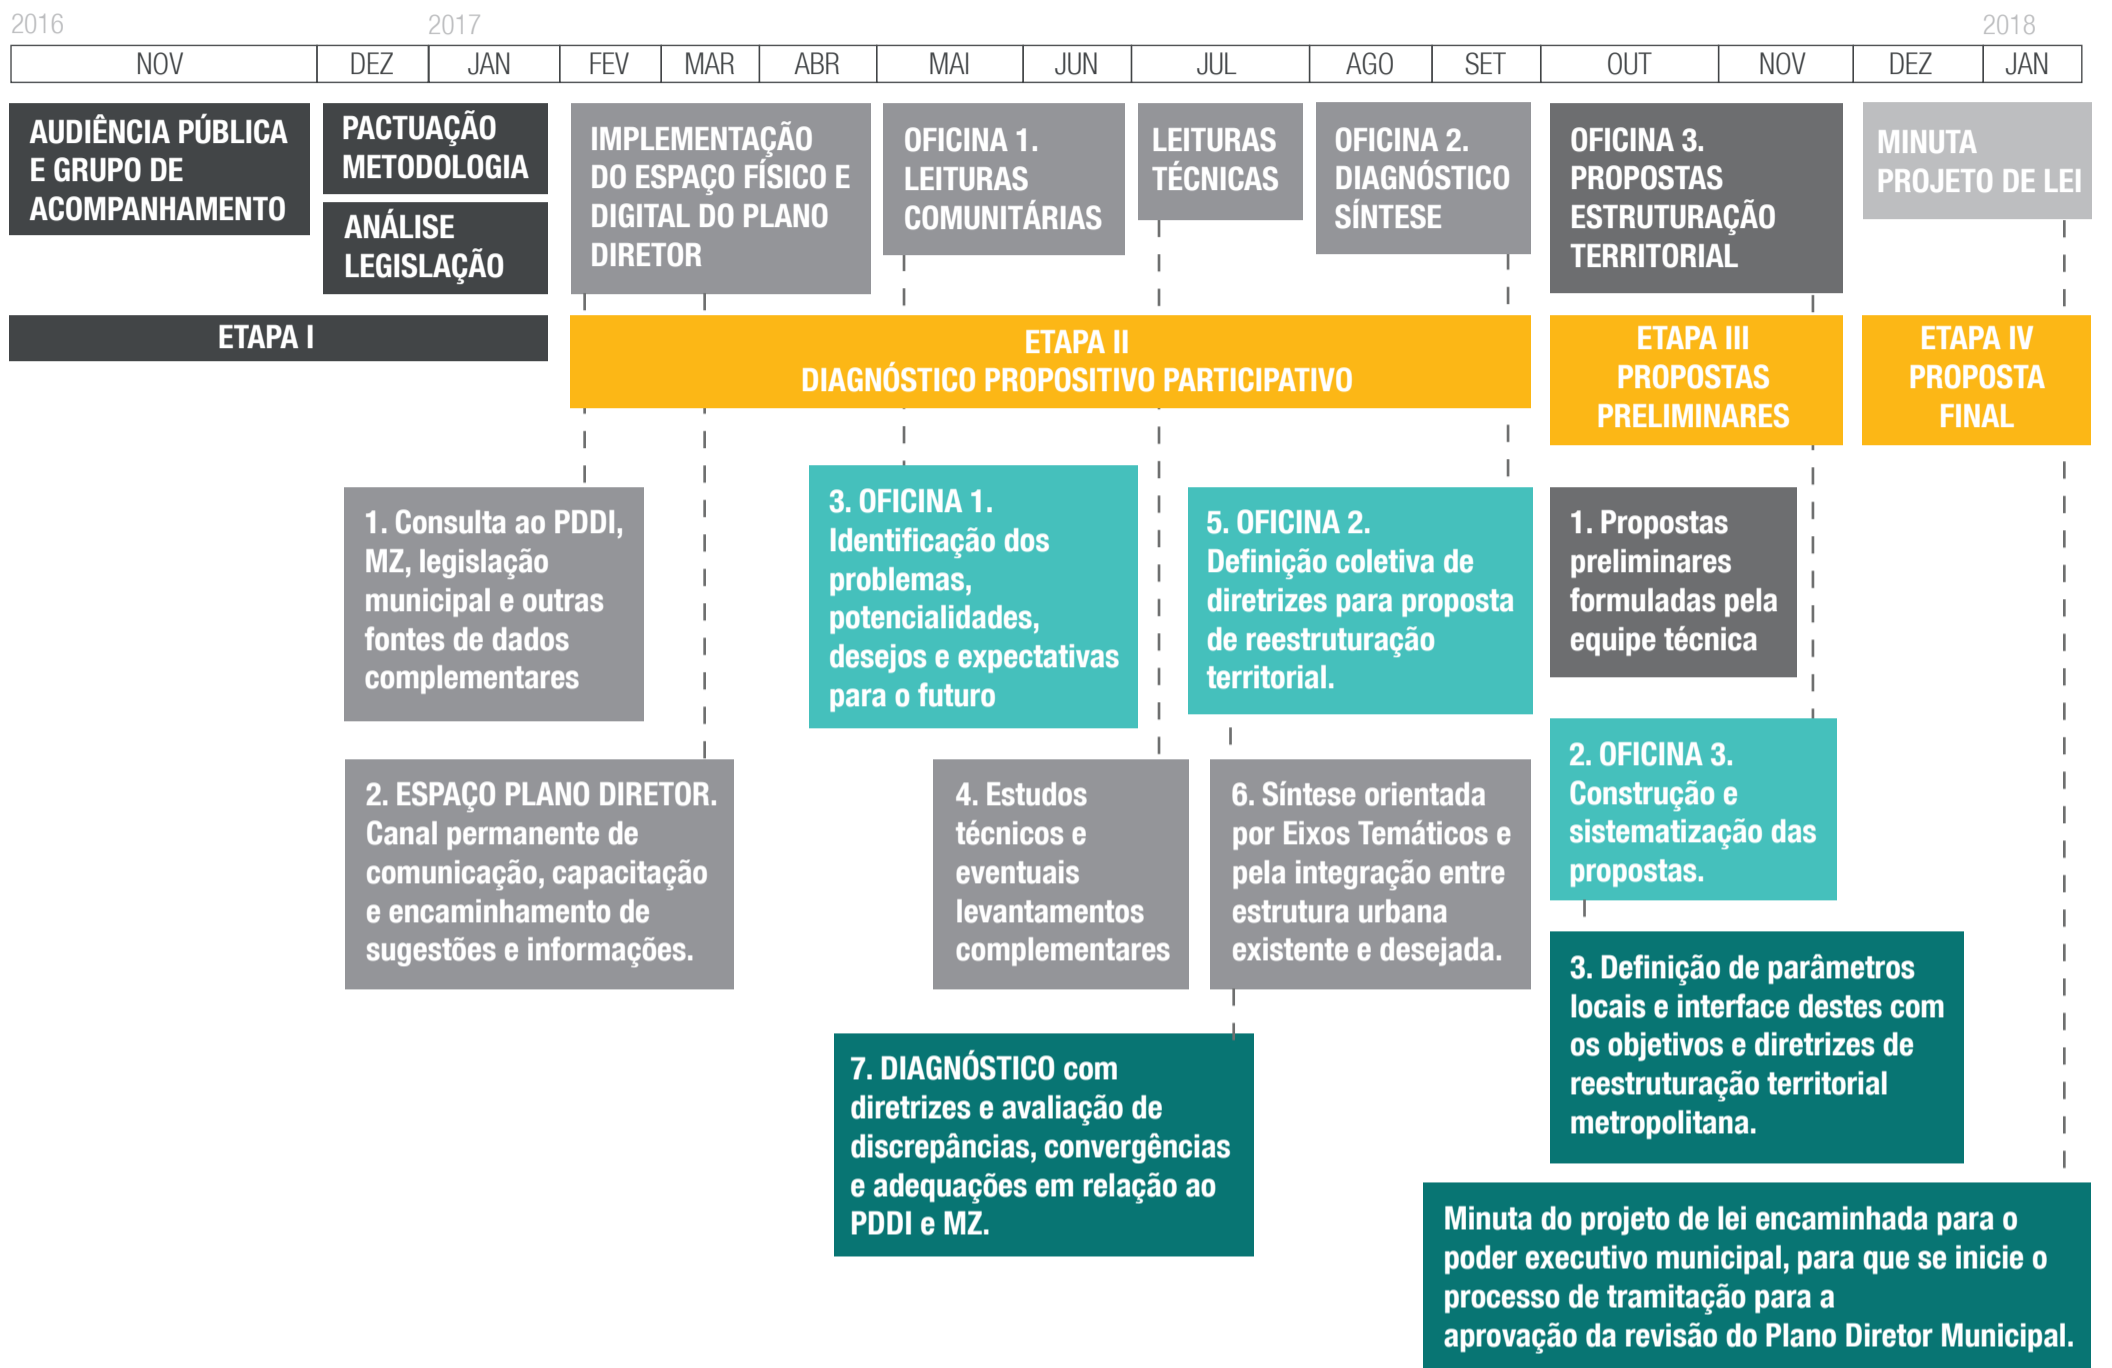 2016
2017
2018
NOV
DEZ
JAN
FEV
MAR
ABR
MAI
JUN
JUL
AGO
SET
OUT
NOV
DEZ
JAN
AUDIÊNCIA PÚBLICA
E GRUPO DE
ACOMPANHAMENTO
PACTUAÇÃO
METODOLOGIA
ANÁLISE
LEGISLAÇÃO
IMPLEMENTAÇÃO
DO ESPAÇO FÍSICO E
DIGITAL DO PLANO
DIRETOR
OFICINA 1.
LEITURAS
COMUNITÁRIAS
LEITURAS
TÉCNICAS
OFICINA 2.
DIAGNÓSTICO
SÍNTESE
OFICINA 3.
PROPOSTAS
ESTRUTURAÇÃO
TERRITORIAL
MINUTA
PROJETO DE LEI
ETAPA I
ETAPA II
DIAGNÓSTICO PROPOSITIVO PARTICIPATIVO
ETAPA III
PROPOSTAS
PRELIMINARES
ETAPA IV
PROPOSTA
FINAL
1. Consulta ao PDDI,
MZ, legislação
municipal e outras
fontes de dados
complementares
2. ESPAÇO PLANO DIRETOR.
Canal permanente de
comunicação, capacitação
e encaminhamento de
sugestões e informações.
3. OFICINA 1.
Identificação dos
problemas,
potencialidades,
desejos e expectativas
para o futuro
4. Estudos
técnicos e
eventuais
levantamentos
complementares
5. OFICINA 2.
Definição coletiva de
diretrizes para proposta
de reestruturação
territorial.
6. Síntese orientada
por Eixos Temáticos e
pela integração entre
estrutura urbana
existente e desejada.
7. DIAGNÓSTICO com
diretrizes e avaliação de
discrepâncias, convergências
e adequações em relação ao
PDDI e MZ.
1. Propostas
preliminares
formuladas pela
equipe técnica
2. OFICINA 3.
Construção e
sistematização das
propostas.
3. Definição de parâmetros
locais e interface destes com
os objetivos e diretrizes de
reestruturação territorial
metropolitana.
Minuta do projeto de lei encaminhada para o
poder executivo municipal, para que se inicie o
processo de tramitação para a
aprovação da revisão do Plano Diretor Municipal.